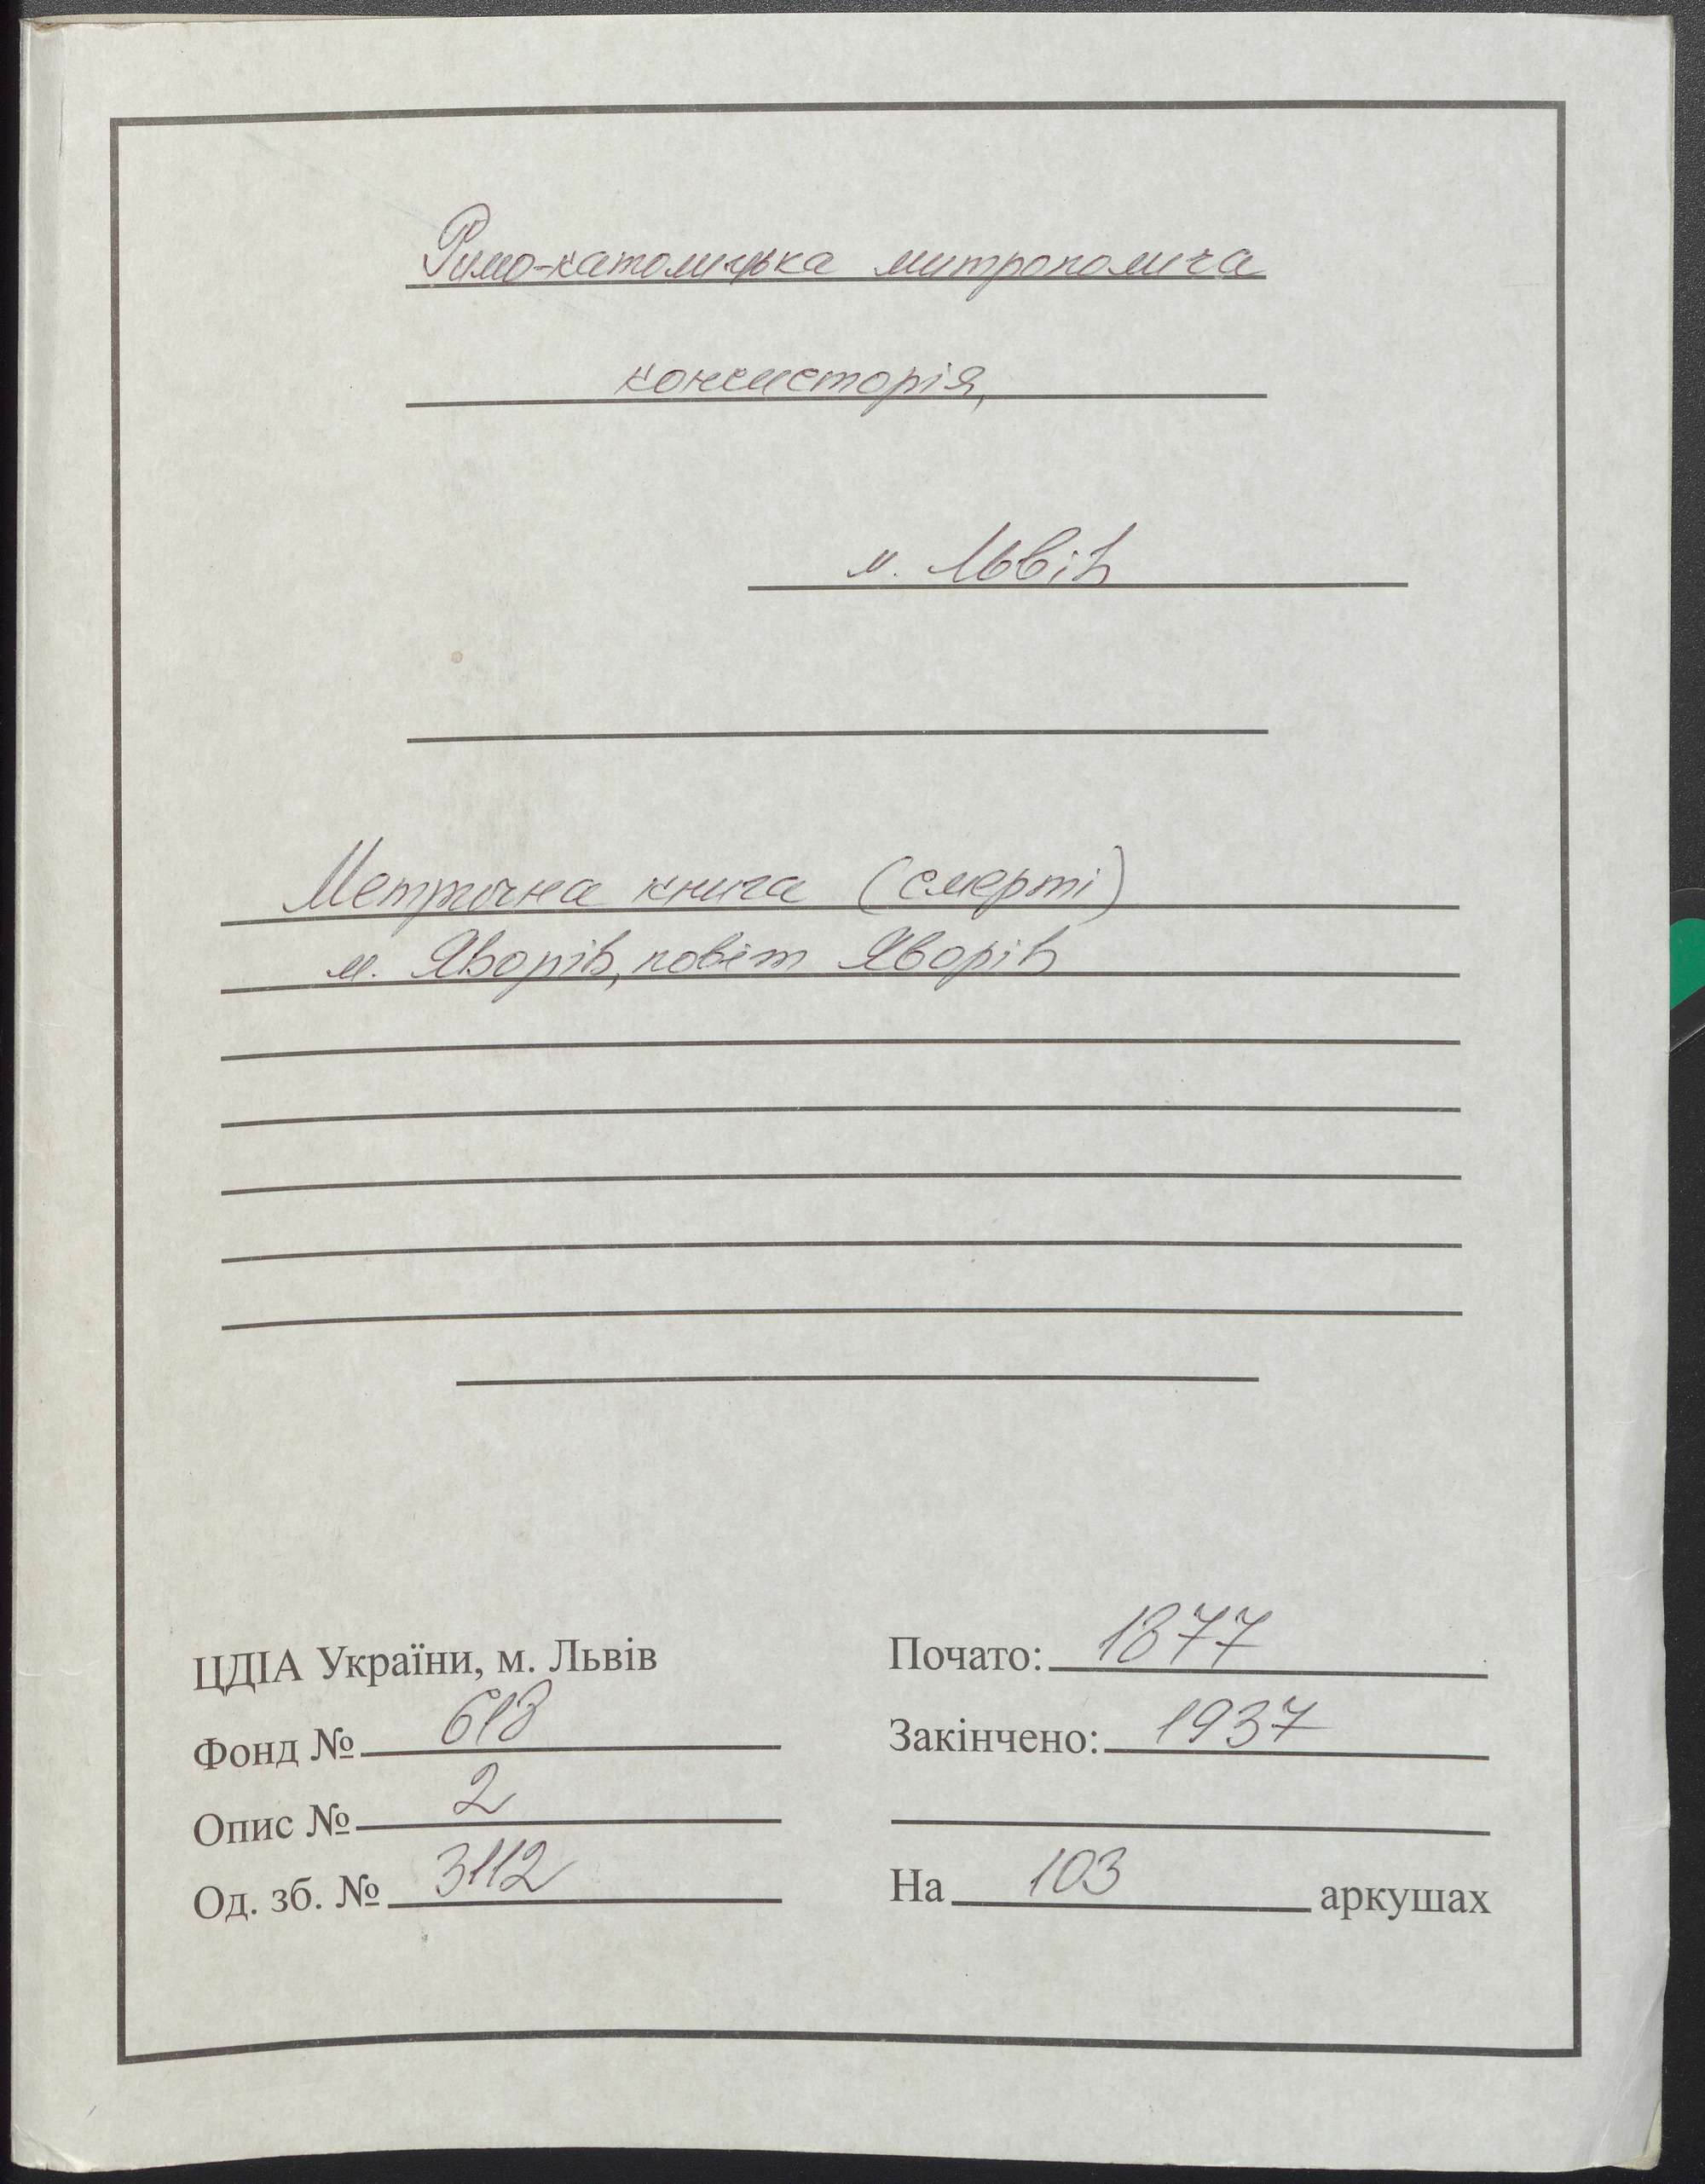 Римо-католицька митрополича
консисторія,
м. Львів
Метрична книга (смерті)
м. Яворів, повіт Яворів
ЦДІА України, м. Львів
Фонд № 618
Опис № 2
Од. зб. № 3112
Почато: 1877
Закінчено: 1937
На 103 аркушах